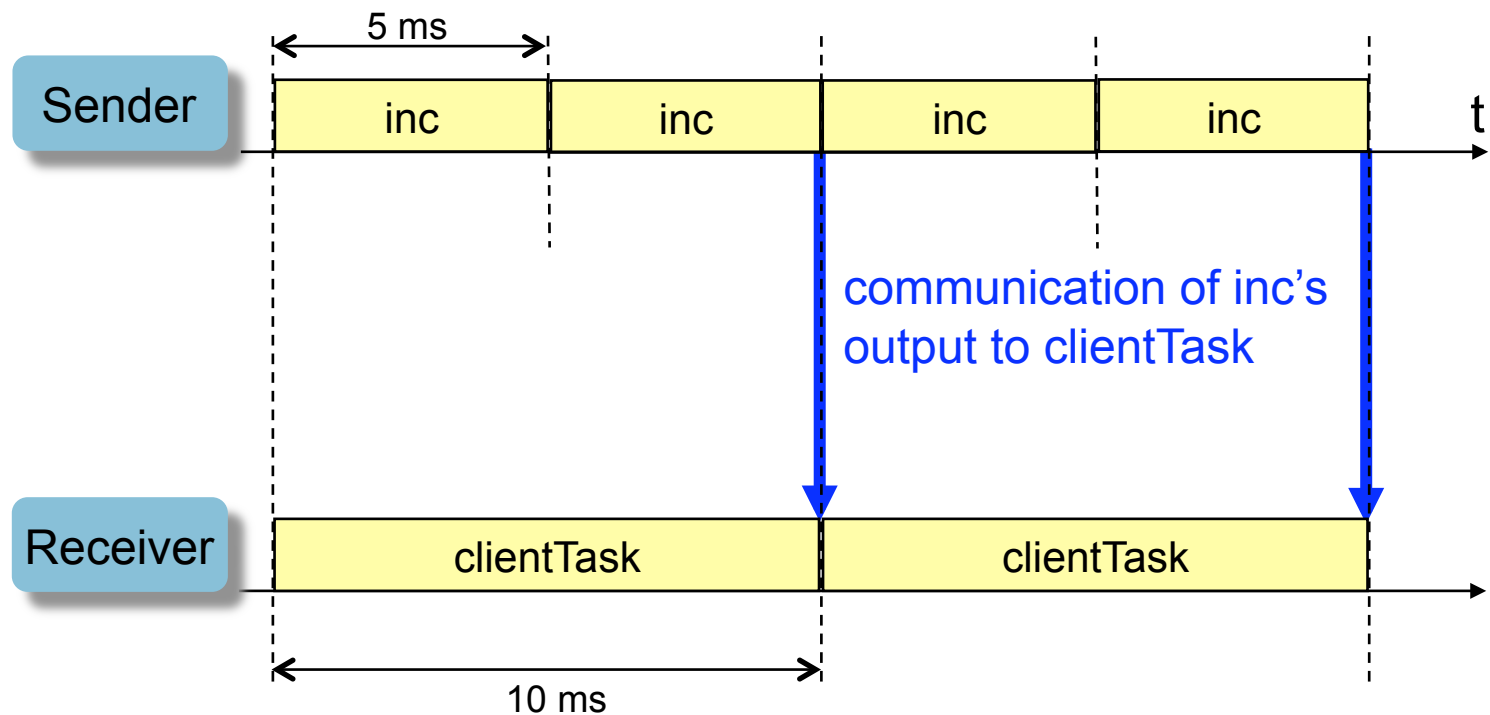 5 ms
Sender
inc
inc
inc
inc
t
communication of inc’s
output to clientTask
Receiver
clientTask
clientTask
10 ms